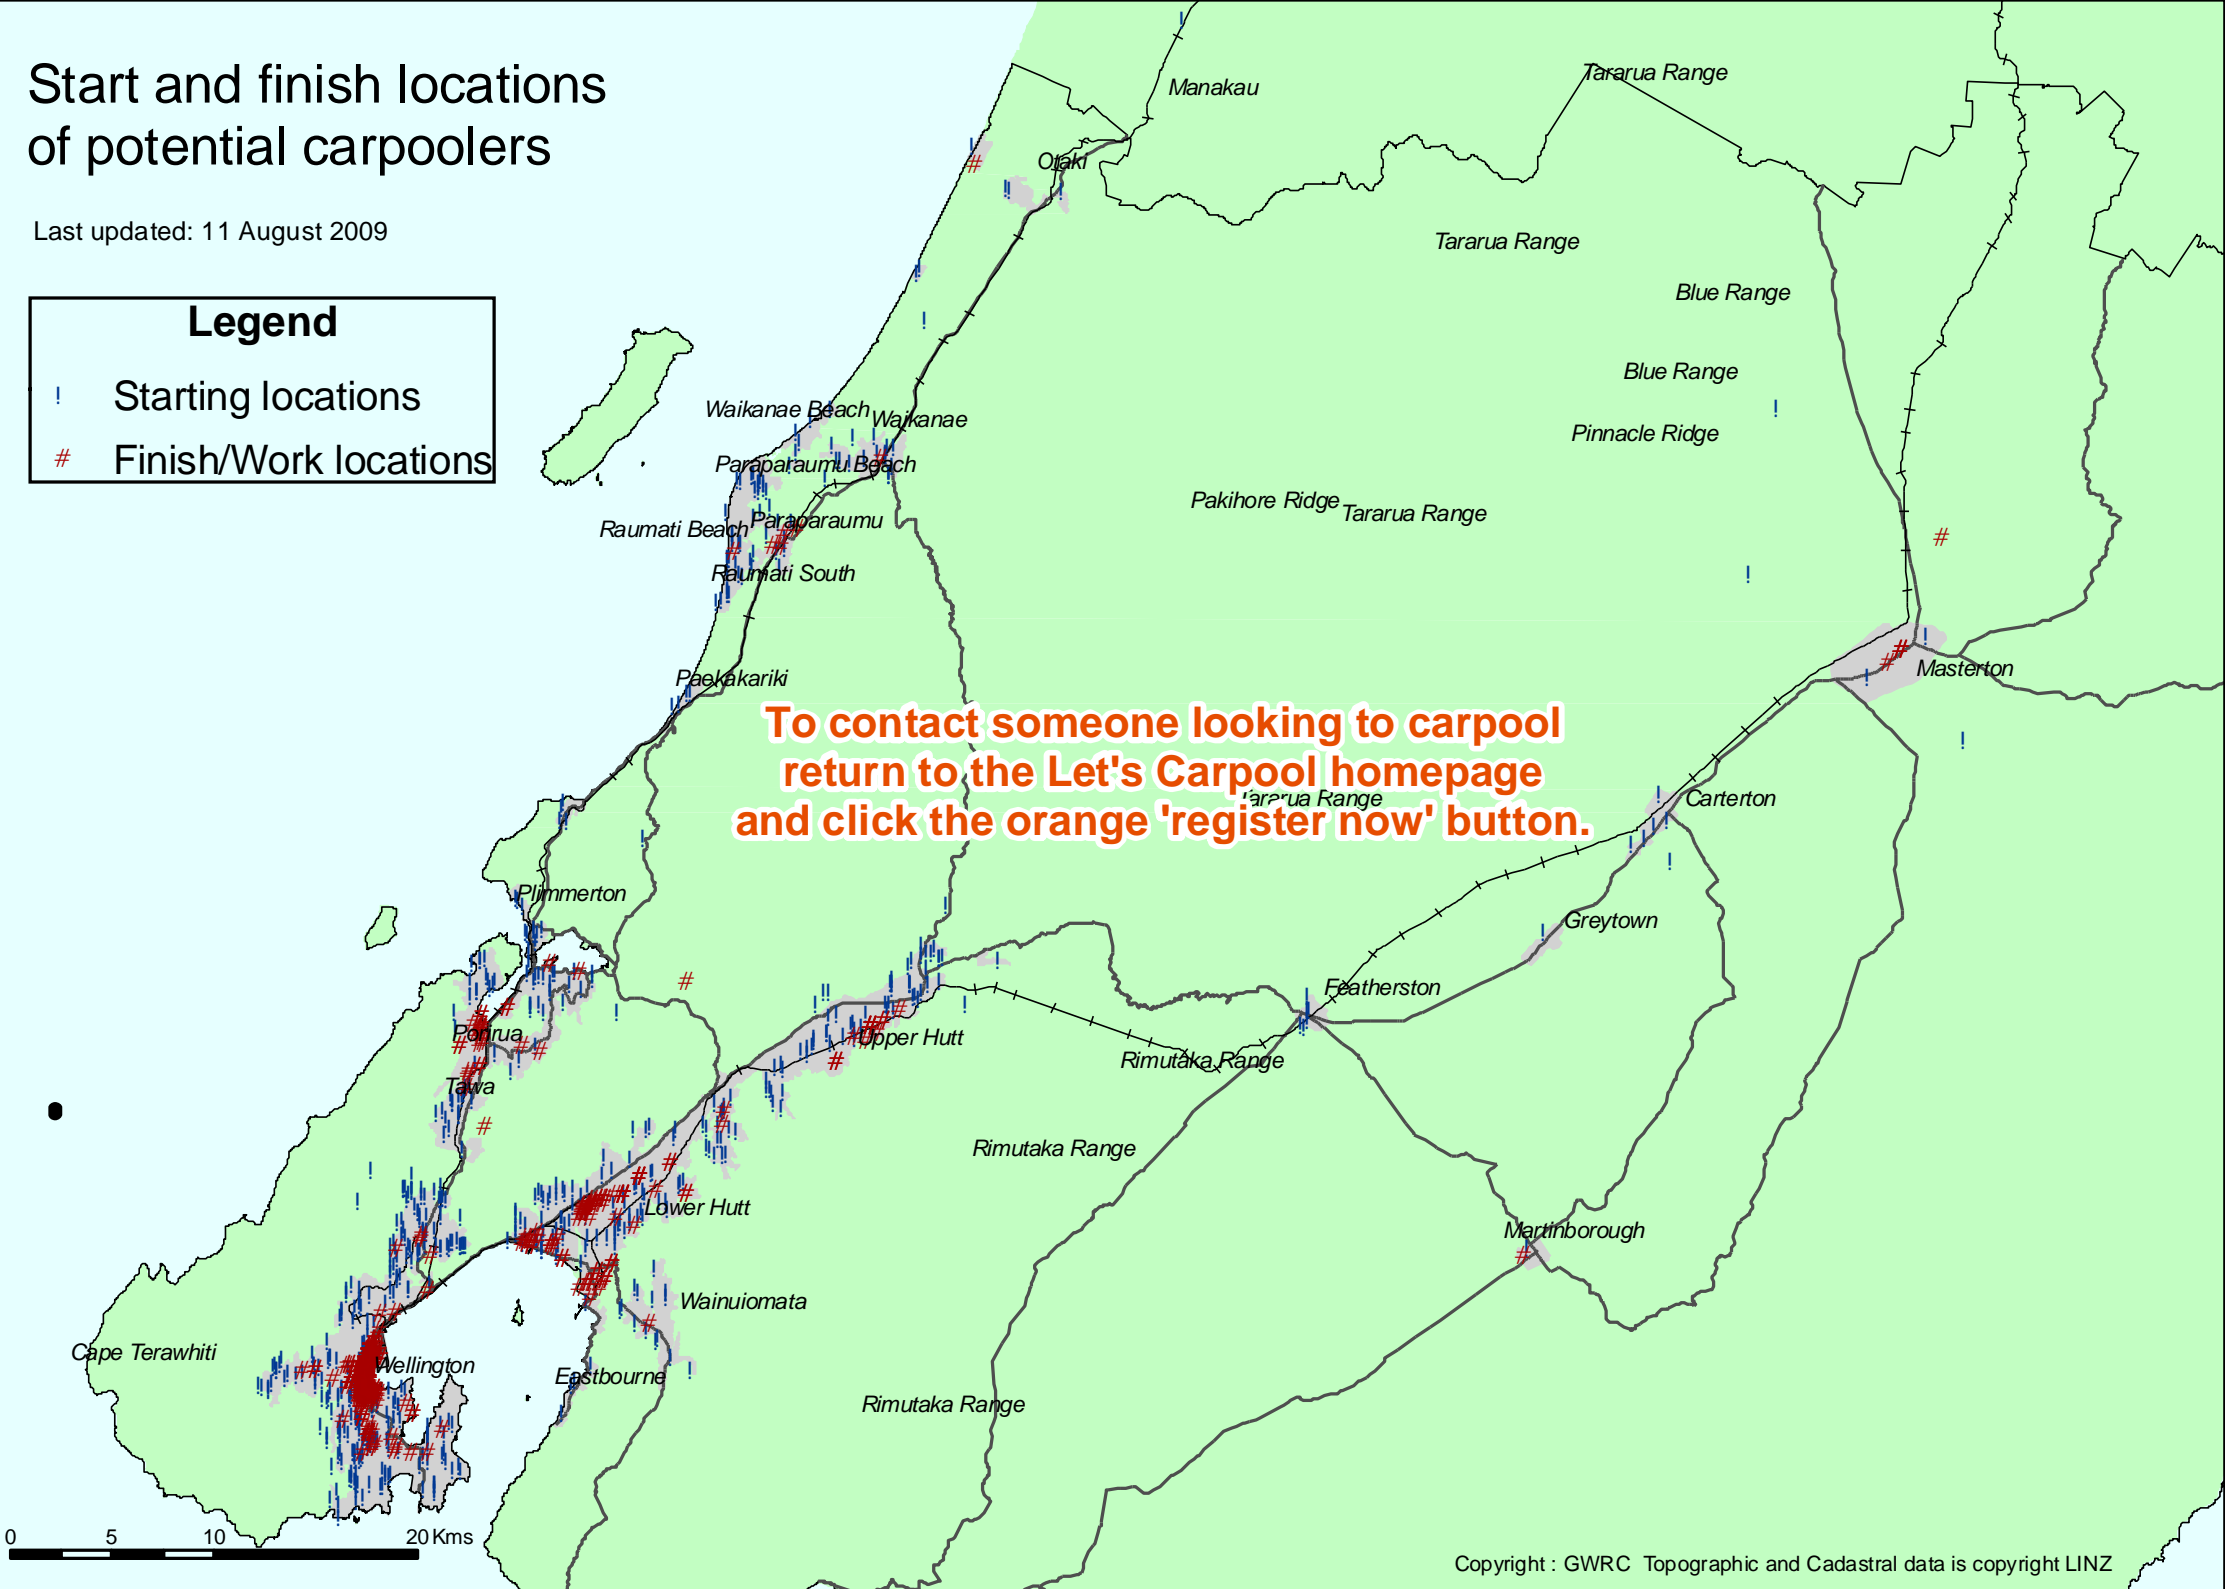 Start and finish locations
of potential carpoolers
Last updated: 11 August 2009
Legend
! Starting locations
# Finish/Work locations
Manakau
Tararua Range
Otaki
Tararua Range
Blue Range
Blue Range
Waikanae Beach
Waikanae
Pinnacle Ridge
Paraparaumu Beach
Pakihore Ridge
Tararua Range
Raumati Beach
Paraparaumu
Raumati South
Masterton
Paekakariki
To contact someone looking to carpool
return to the Let's Carpool homepage
and click the orange 'register now' button.
Tararua Range
Carterton
Plimmerton
Greytown
Featherston
Porirua
Upper Hutt
Rimutaka Range
Tawa
Rimutaka Range
Lower Hutt
Martinborough
Wainuiomata
Cape Terawhiti
Wellington
Eastbourne
Rimutaka Range
0 5 10 20 Kms
Copyright : GWRC Topographic and Cadastral data is copyright LINZ